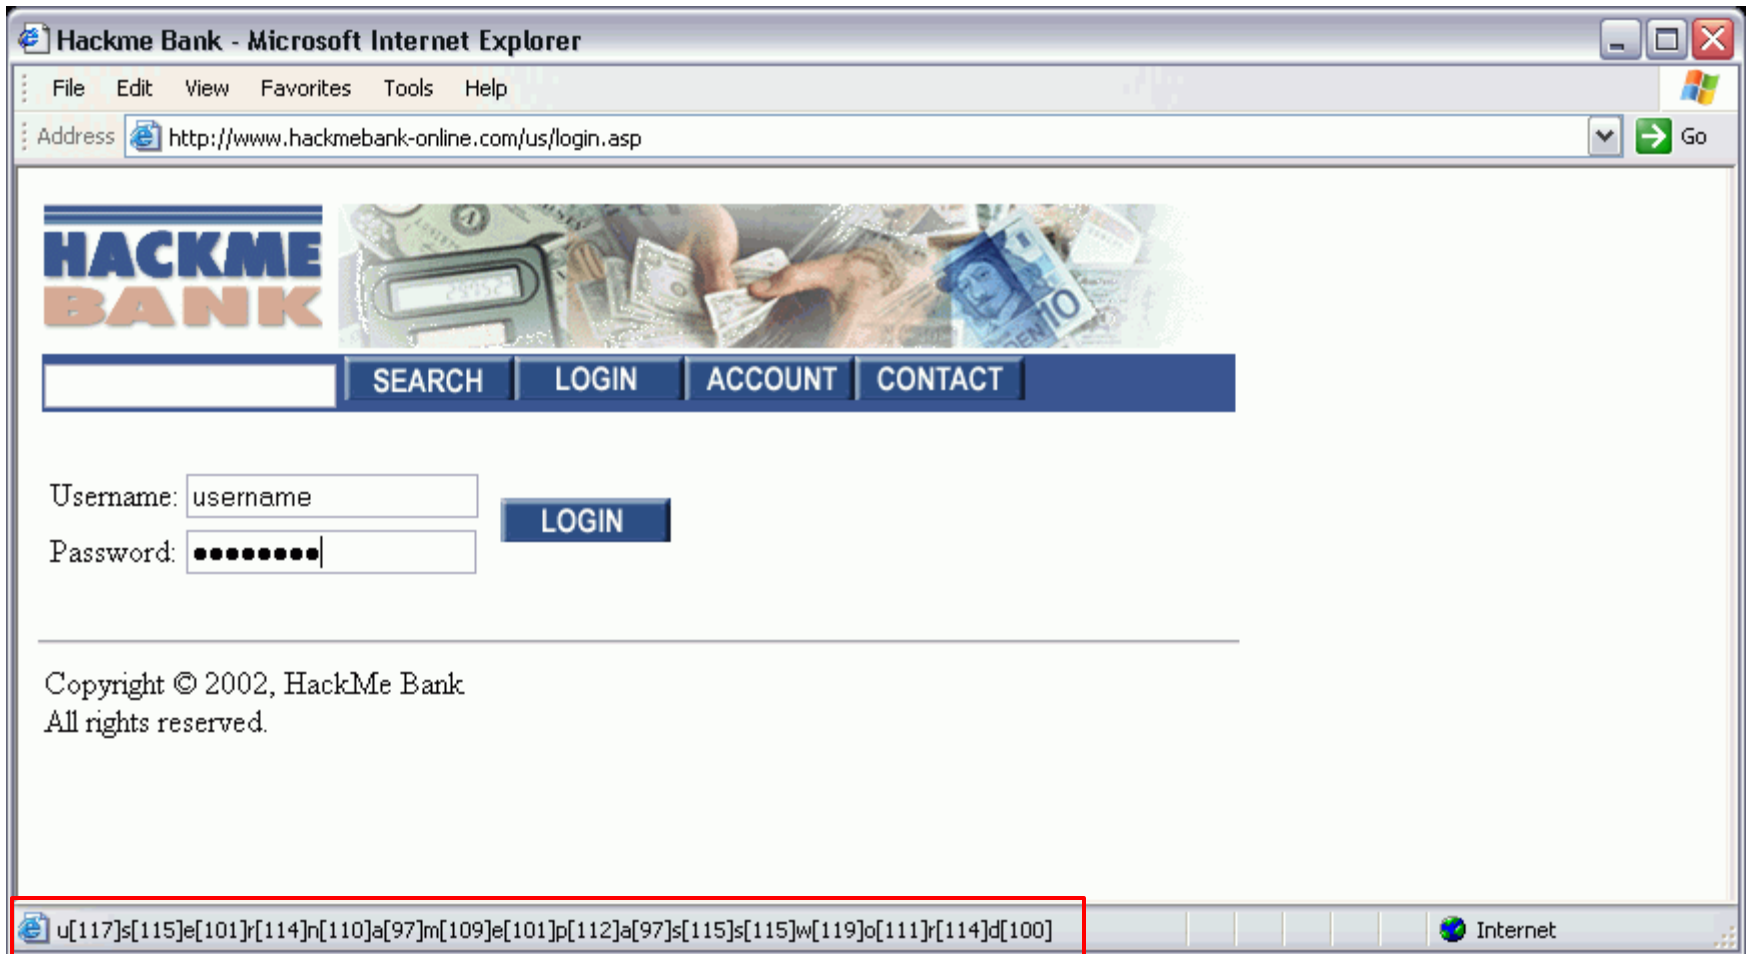 Hackme Bank - Microsoft Internet Explorer
File Edit View Favorites Tools Help
Address http://www.hackmebank-online.com/us/login.asp Go
HACKME
BANK
29752
10
SEARCH LOGIN ACCOUNT CONTACT
Username: username
LOGIN
Password: ●●●●●●●●
Copyright © 2002, HackMe Bank
All rights reserved.
u[117]s[115]e[101]r[114]n[110]a[97]m[109]e[101]p[112]a[97]s[115]s[115]w[119]o[111]r[114]d[100] Internet